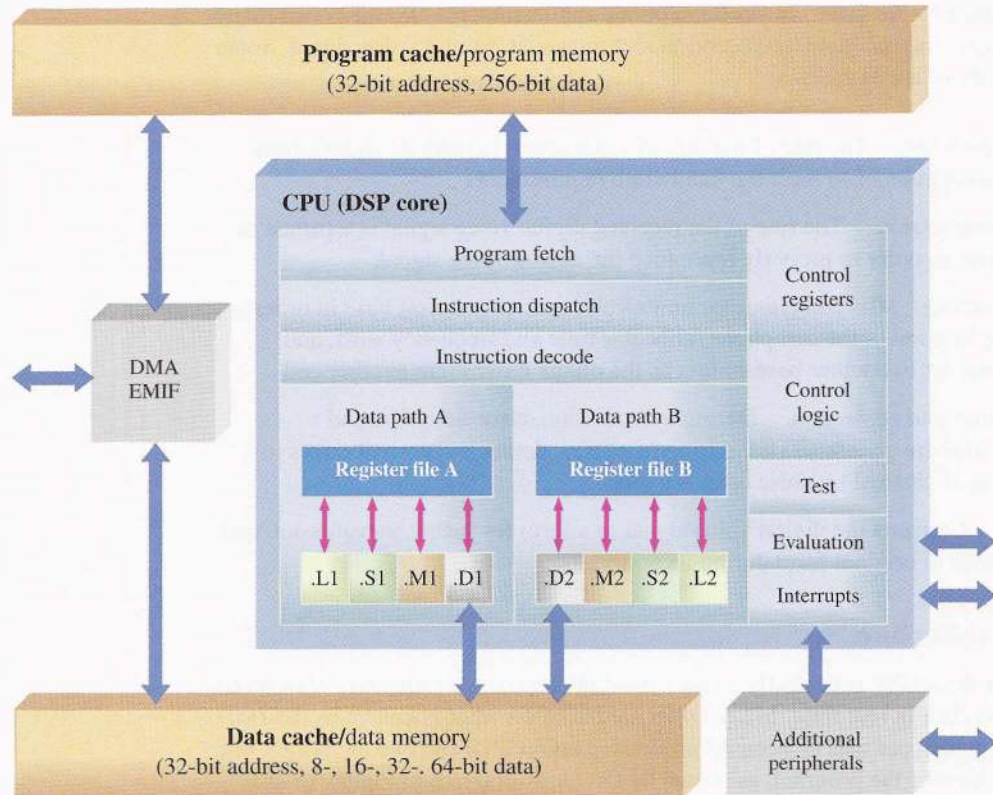 Program cache/program memory
(32-bit address, 256-bit data)
CPU (DSP core)
Program fetch
Instruction dispatch
Instruction decode
Control
registers
Control
logic
Test
Evaluation
Interrupts
DMA
EMIF
Data path A
Register file A
.L1 .S1 .M1 .D1
Data path B
Register file B
.D2 .M2 .S2 .L2
Data cache/data memory
(32-bit address, 8-, 16-, 32-. 64-bit data)
Additional
peripherals